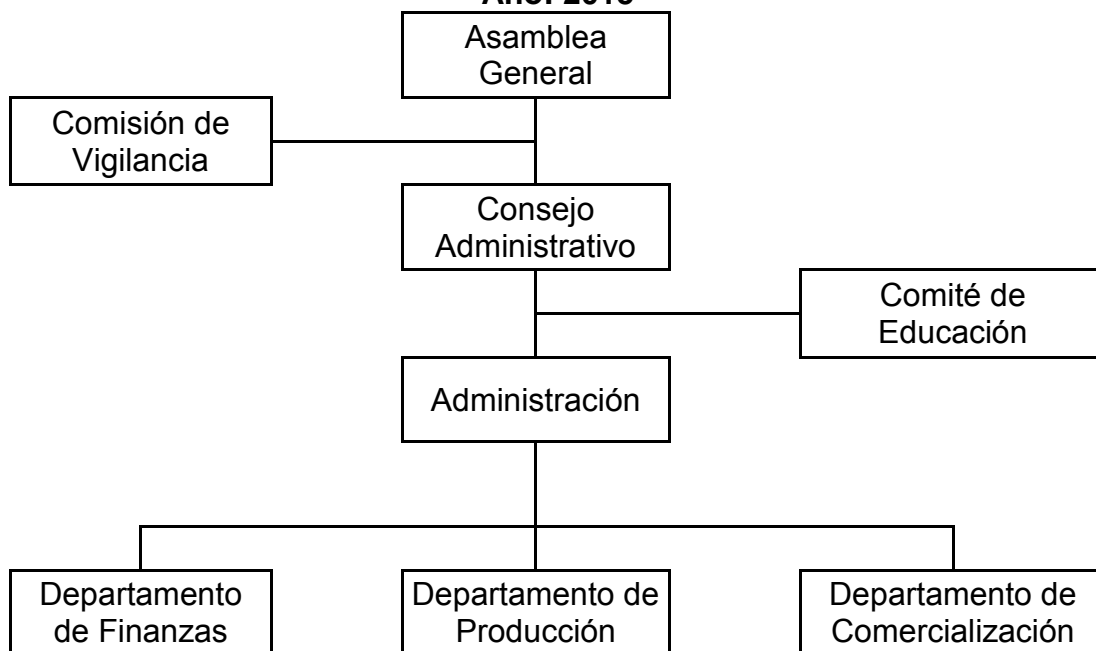 Asamblea
General
Comisión de
Vigilancia
Consejo
Administrativo
Comité de
Educación
Administración
Departamento
de Finanzas
Departamento de
Producción
Departamento de
Comercialización